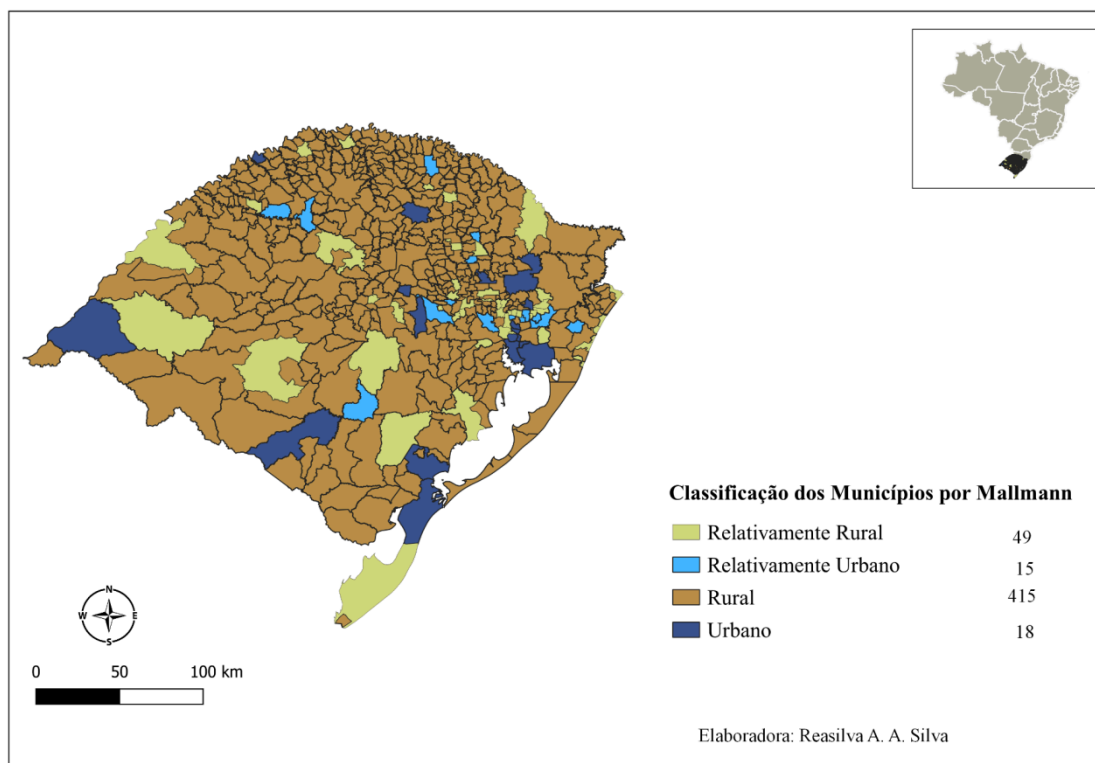 Classificação dos Municípios por Mallmann
Relativamente Rural 49
Relativamente Urbano 15
Rural 415
Urbano 18
N
W E
S
0 50 100 km
Elaboradora: Reasilva A. A. Silva